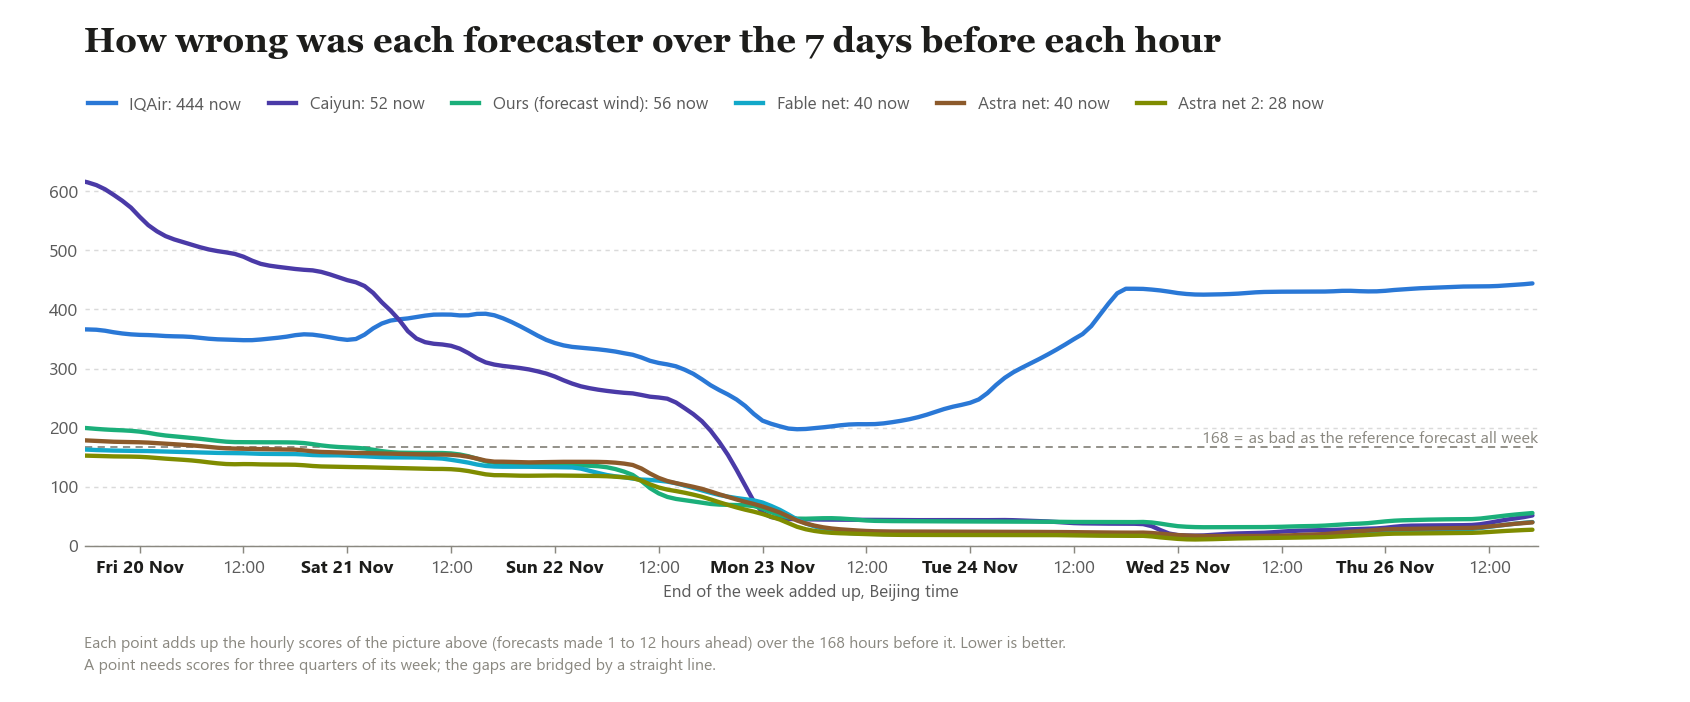 How wrong was each forecaster over the 7 days before each hour
IQAir: 444 now Caiyun: 52 now Ours (forecast wind): 56 now Fable net: 40 now Astra net: 40 now Astra net 2: 28 now
600
500
400
300
200
168 = as bad as the reference forecast all week
100
0
Fri 20 Nov 12:00 Sat 21 Nov 12:00 Sun 22 Nov 12:00 Mon 23 Nov 12:00 Tue 24 Nov 12:00 Wed 25 Nov 12:00 Thu 26 Nov 12:00
End of the week added up, Beijing time
Each point adds up the hourly scores of the picture above (forecasts made 1 to 12 hours ahead) over the 168 hours before it. Lower is better.
A point needs scores for three quarters of its week; the gaps are bridged by a straight line.